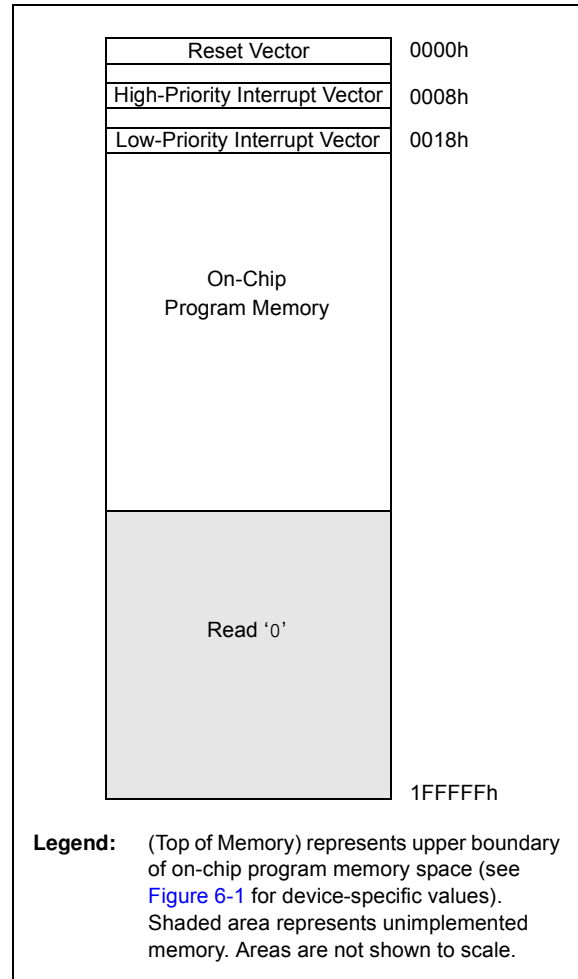 Reset Vector 0000h
High-Priority Interrupt Vector 0008h
Low-Priority Interrupt Vector 0018h
On-Chip
Program Memory
Read ‘0’
1FFFFFh
Legend: (Top of Memory) represents upper boundary
of on-chip program memory space (see
Figure 6-1 for device-specific values).
Shaded area represents unimplemented
memory. Areas are not shown to scale.